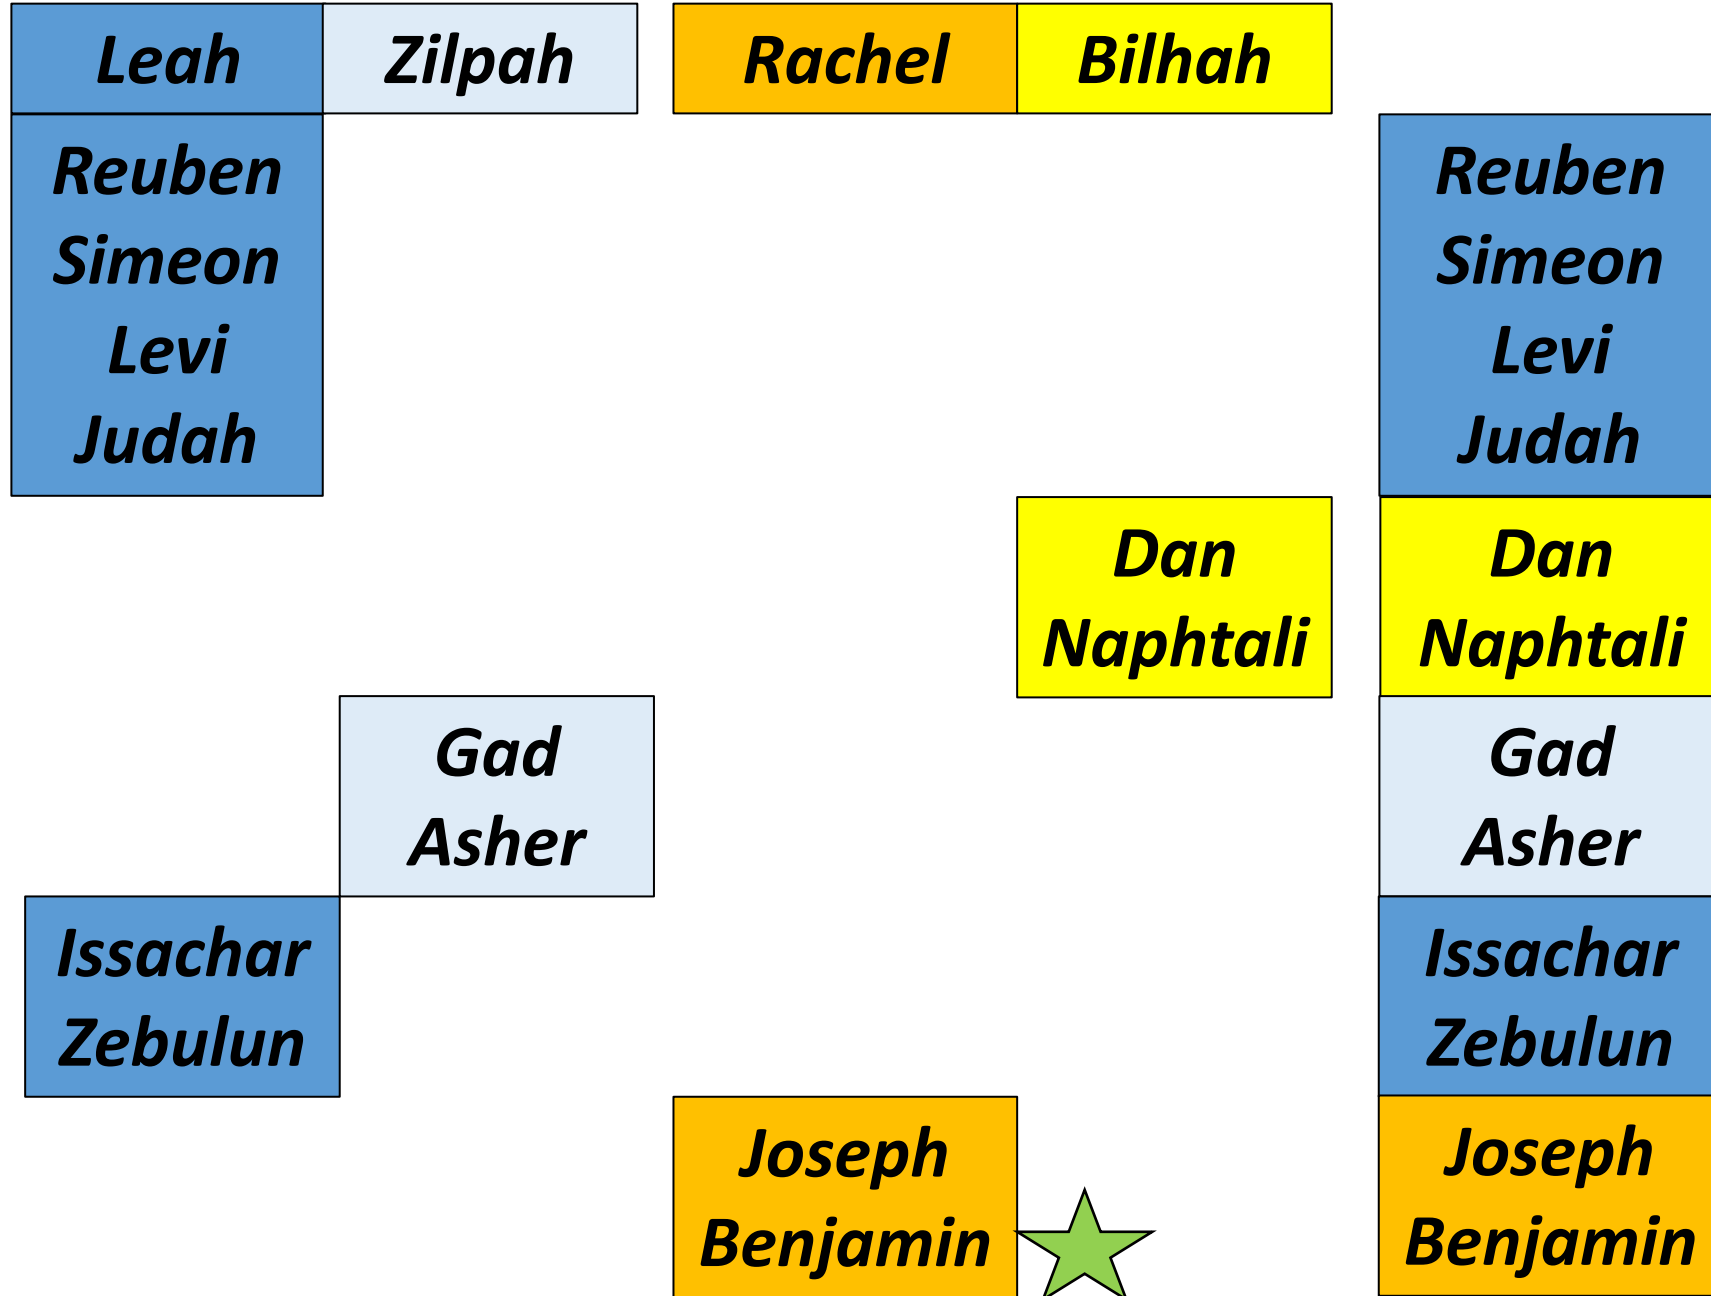 Leah Zilpah Rachel Bilhah
Reuben Reuben
Simeon Simeon
Levi Levi
Judah Judah
Dan Dan
Naphtali Naphtali
Gad Gad
Asher Asher
Issachar Issachar
Zebulun Zebulun
Joseph Joseph
Benjamin Benjamin